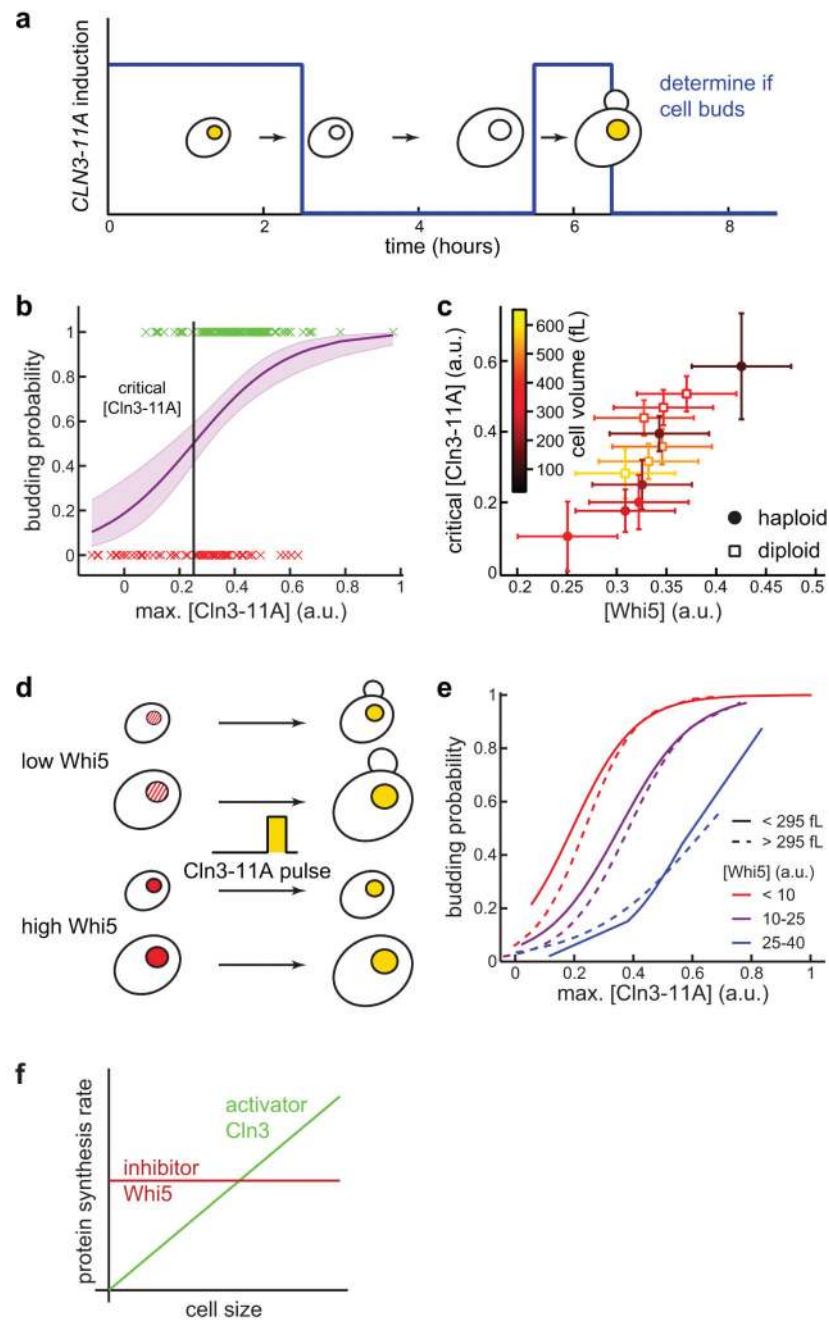 a
CLN3-11A induction
determine if
cell buds
0
2
4
6
8
time (hours)
b
budding probability
1
0.8
0.6
0.4
0.2
0
critical
[Cln3-11A]
0
0.2
0.4
0.6
0.8
1
max. [Cln3-11A] (a.u.)
c
critical [Cln3-11A] (a.u.)
0.6
0.4
0.2
0
600
500
400
300
200
100
cell volume (fL)
haploid
diploid
0.2
0.25
0.3
0.35
0.4
0.45
0.5
[Whi5] (a.u.)
d
low Whi5
Cln3-11A pulse
high Whi5
e
budding probability
1
0.8
0.6
0.4
0.2
0
< 295 fL
> 295 fL
[Whi5] (a.u.)
< 10
10-25
25-40
0
0.2
0.4
0.6
0.8
1
max. [Cln3-11A] (a.u.)
f
protein synthesis rate
activator
Cln3
inhibitor
Whi5
cell size